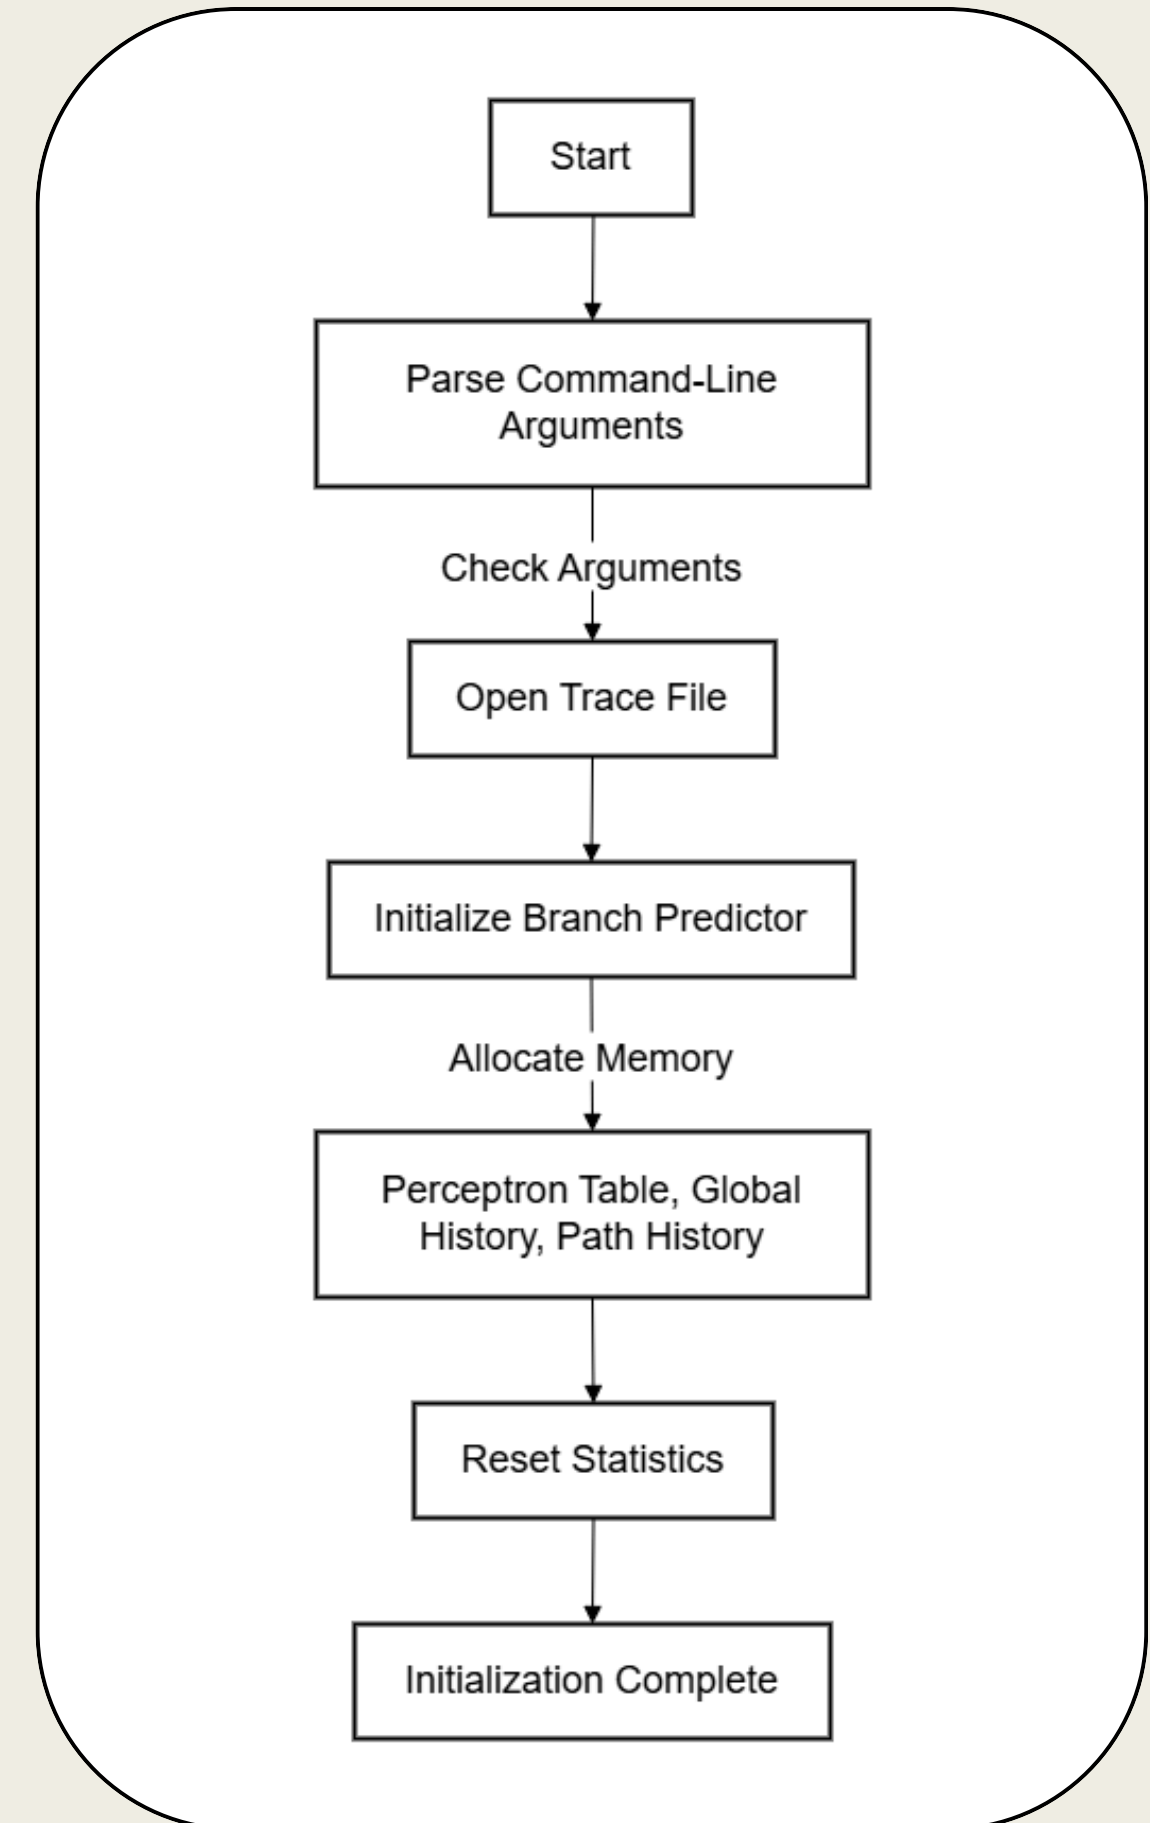 Start
Parse Command-Line
Arguments
Check Arguments
Open Trace File
Initialize Branch Predictor
Allocate Memory
Perceptron Table, Global
History, Path History
Reset Statistics
Initialization Complete